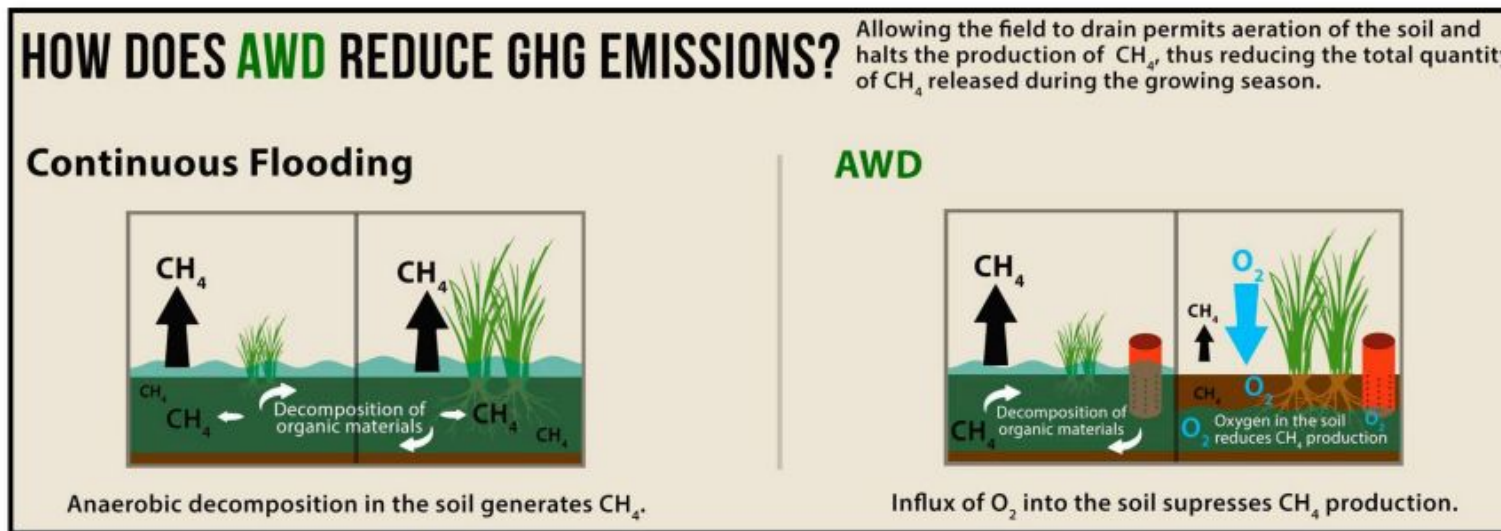 HOW DOES AWD REDUCE GHG EMISSIONS?
Allowing the field to drain permits aeration of the soil and
halts the production of CH₄, thus reducing the total quantity
of CH₄ released during the growing season.
Continuous Flooding
CH₄
CH₄
CH₄
CH₄
Decomposition of
organic materials
CH₄
CH₄
Anaerobic decomposition in the soil generates CH₄.
AWD
CH₄
O₂
CH₄
CH₄
Decomposition of
organic materials
CH₄
O₂
O₂
Oxygen in the soil
reduces CH₄ production
O₂
Influx of O₂ into the soil supresses CH₄ production.